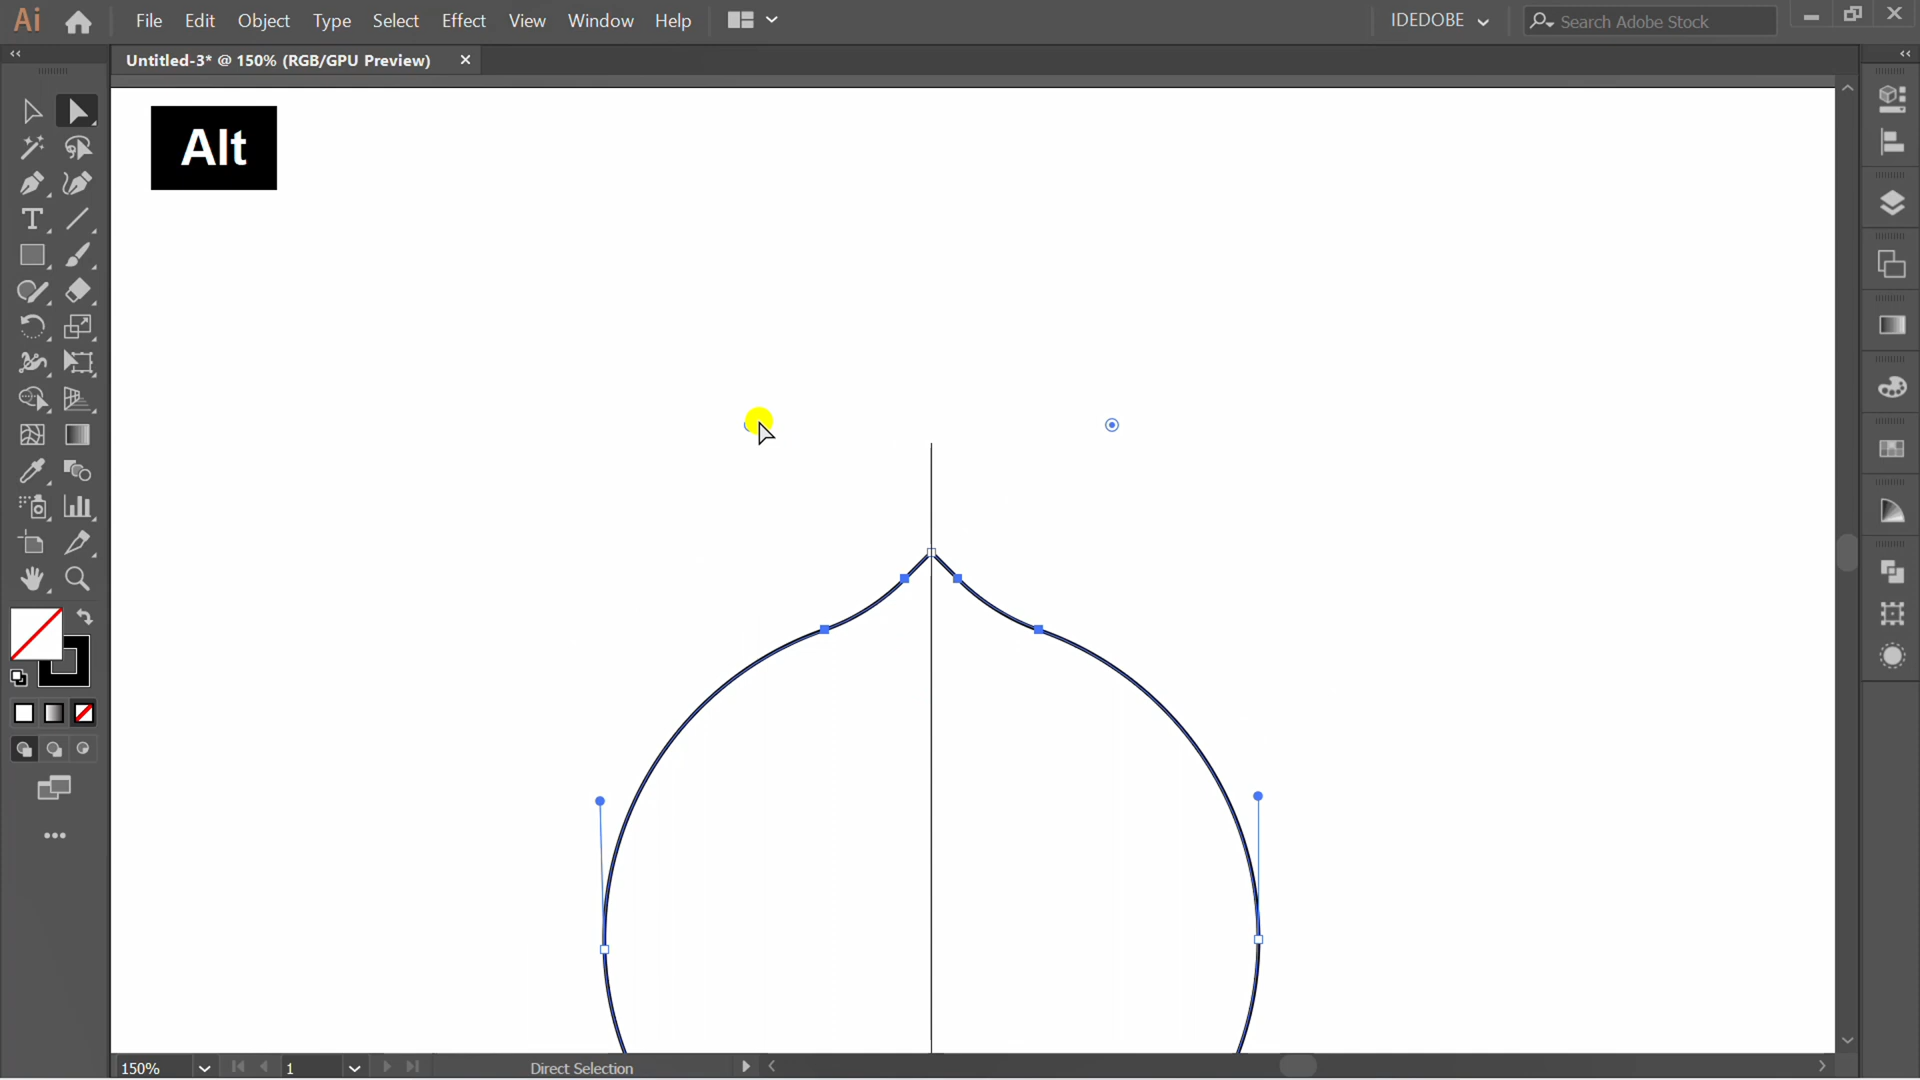 Ai File Edit Object Type Select Effect View Window Help IDEDOBE Search Adobe Stock
Untitled-3* @ 150% (RGB/GPU Preview)
Alt
150% 1 Direct Selection